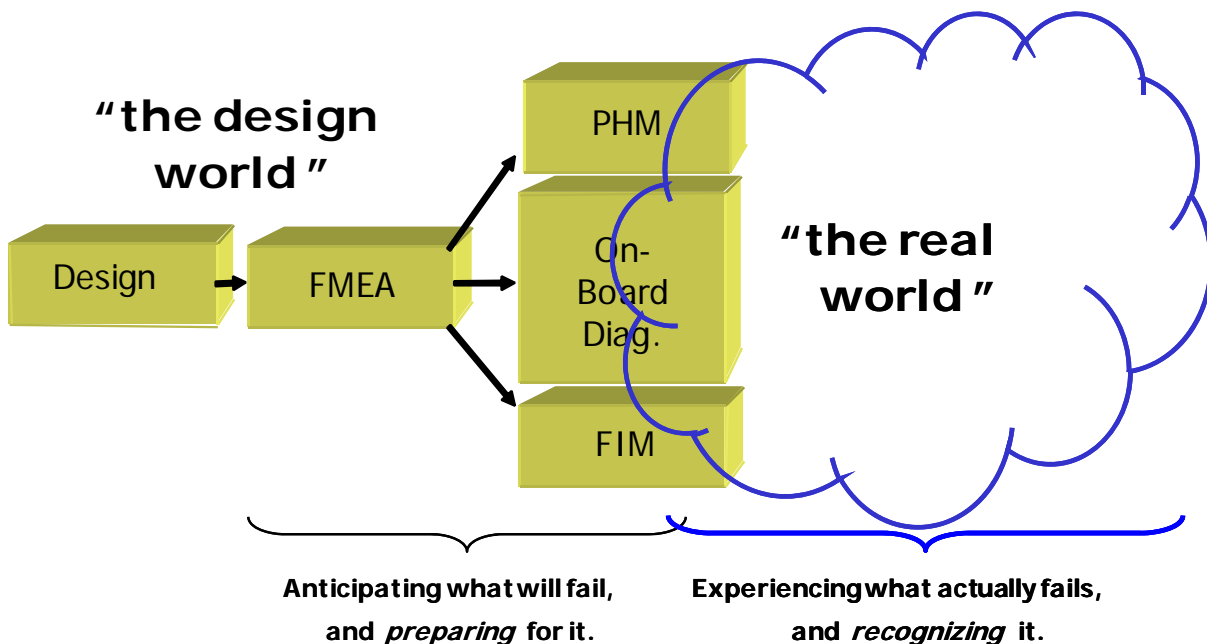 “the design
world”
PHM
Design
FMEA
On-
Board
Diag.
“the real
world”
FIM
Anticipating what will fail,
and preparing for it.
Experiencing what actually fails,
and recognizing it.